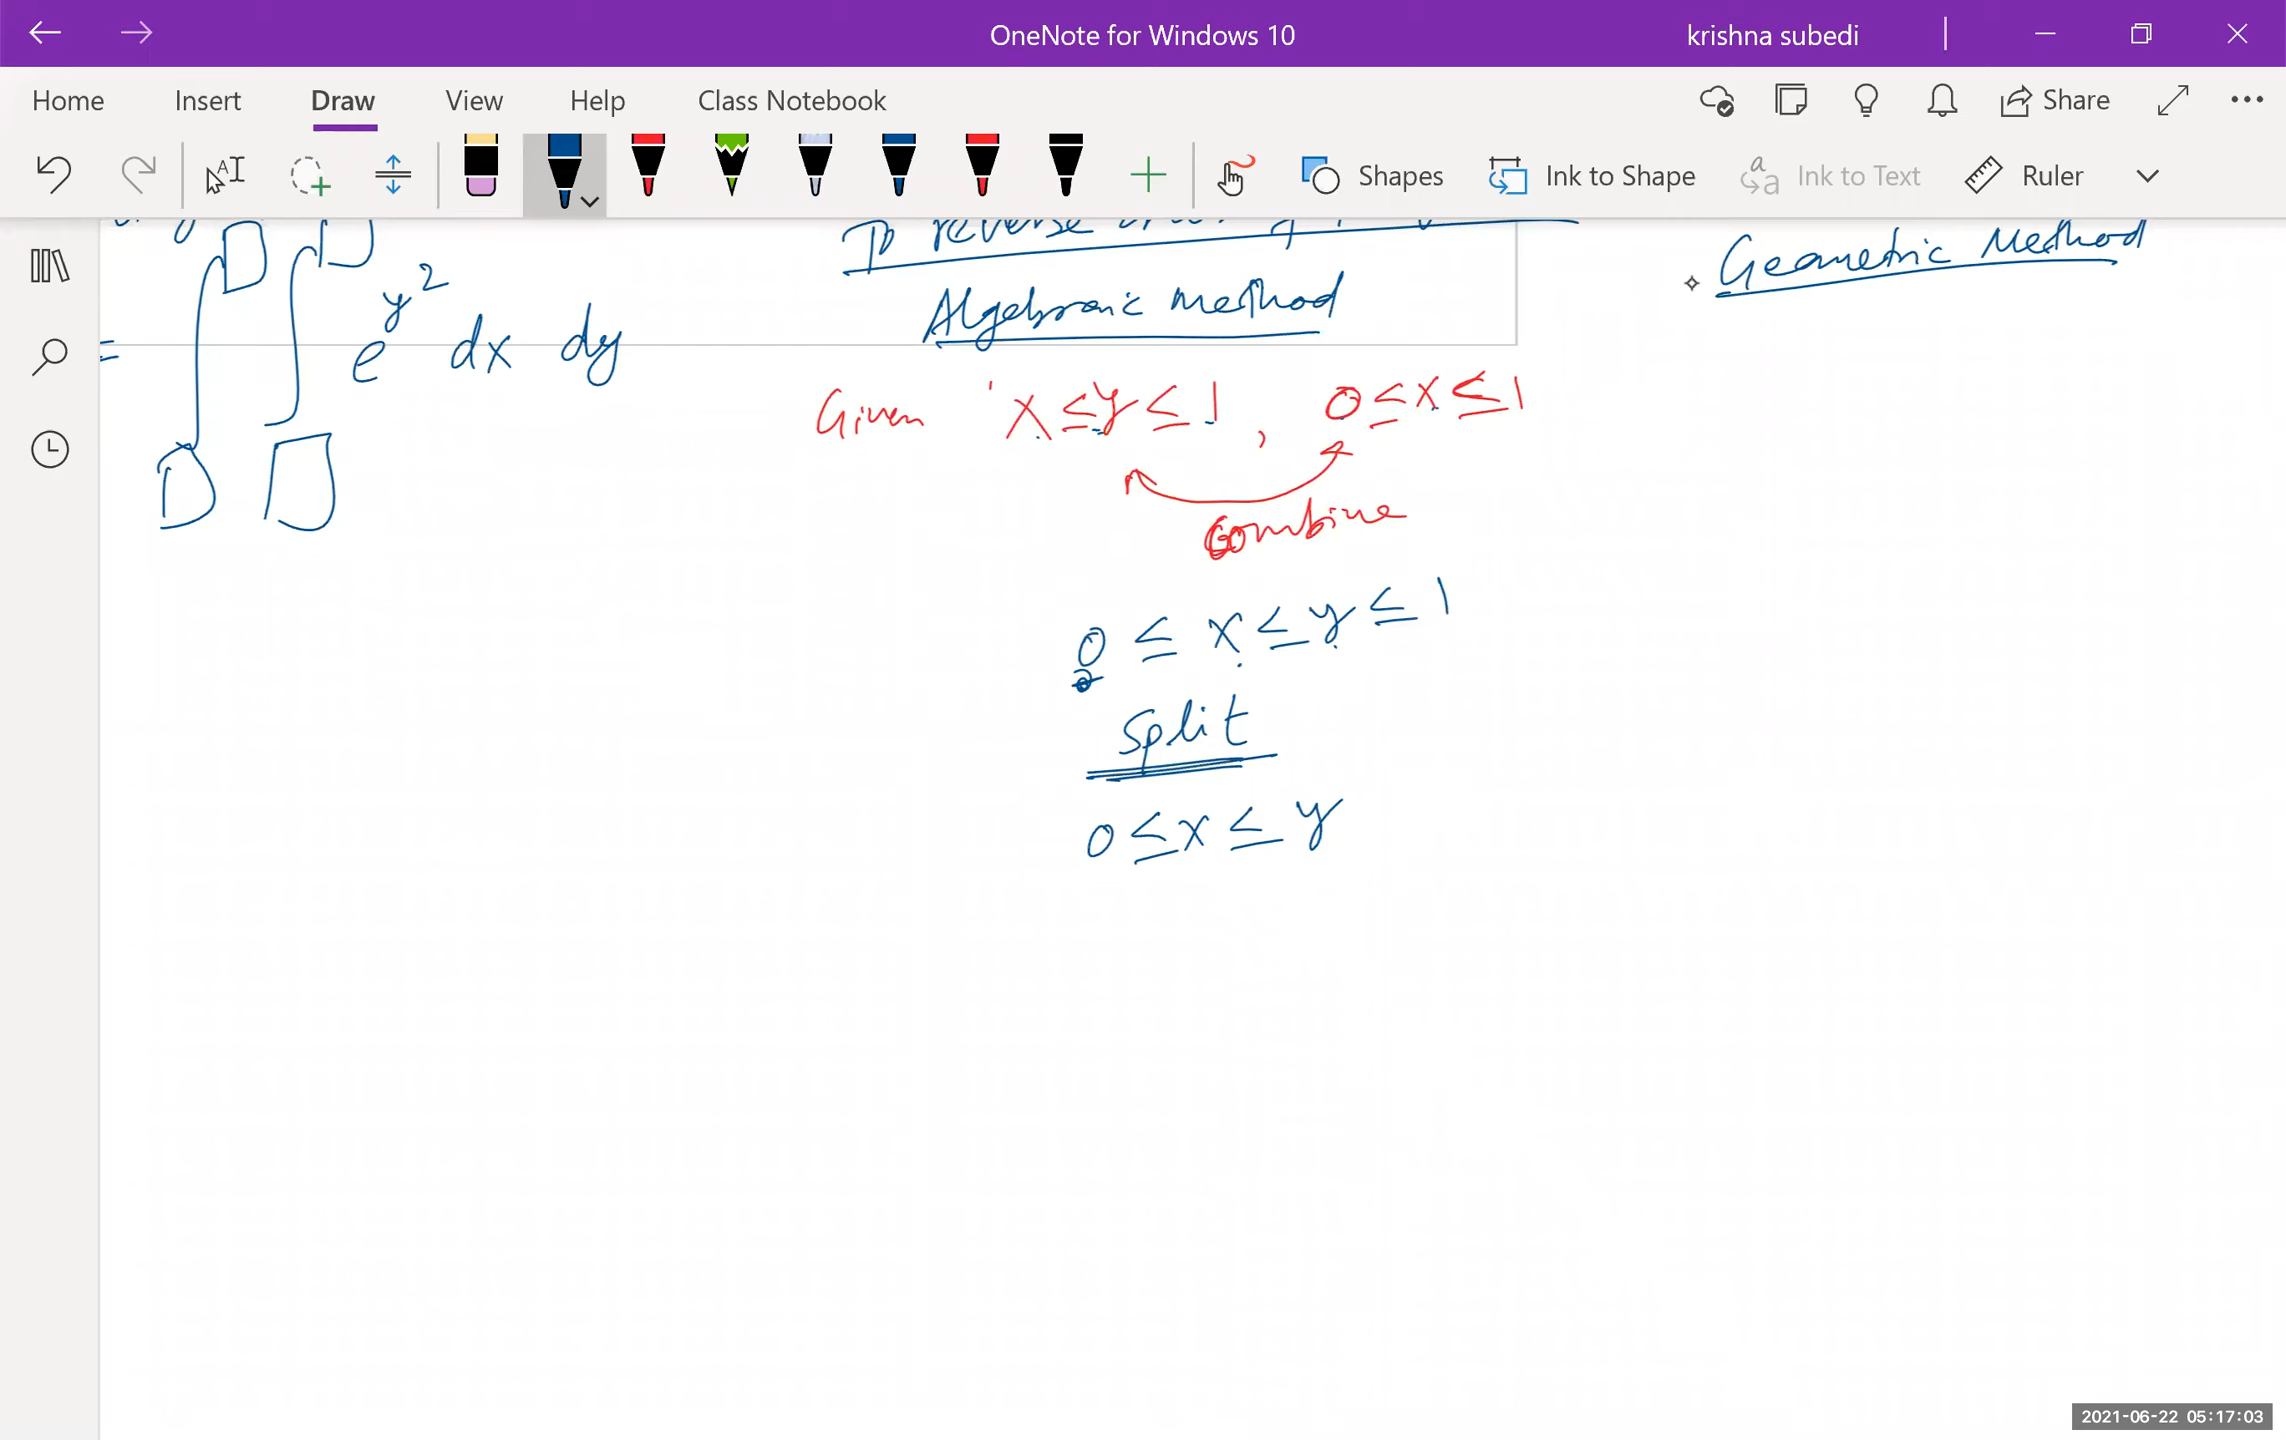 OneNote for Windows 10
krishna subedi
Home Insert Draw View Help Class Notebook
Share
Shapes Ink to Shape Ink to Text Ruler
To reverse
Geometric Method
Algebraic method
= ∫ ∫ e^{y^2} dx dy
Given x ≤ y ≤ 1 , 0 ≤ x ≤ 1
Combine
0 ≤ x ≤ y ≤ 1
Split
0 ≤ x ≤ y
2021-06-22 05:17:03